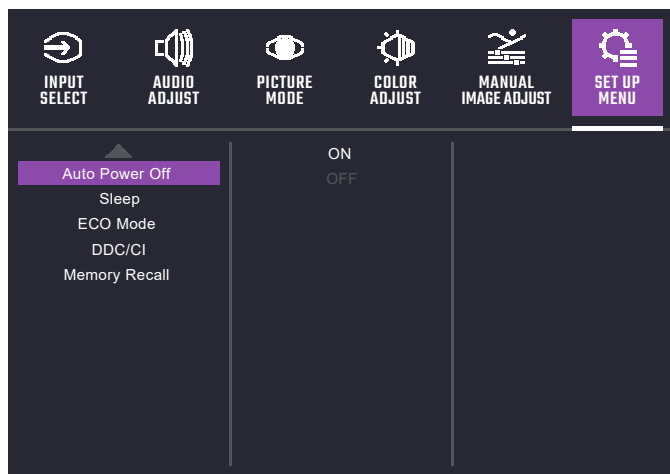 INPUT
SELECT
AUDIO
ADJUST
PICTURE
MODE
COLOR
ADJUST
MANUAL
IMAGE ADJUST
SET UP
MENU
Auto Power Off
Sleep
ECO Mode
DDC/CI
Memory Recall
ON
OFF